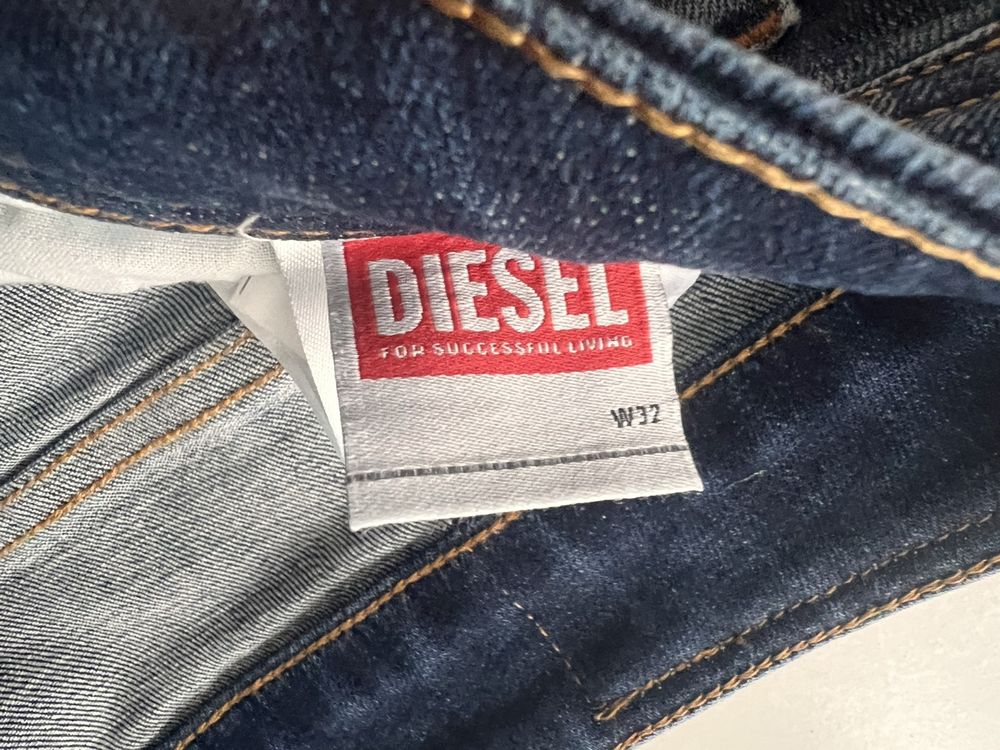 DIESEL
FOR SUCCESSFUL LIVING
W32